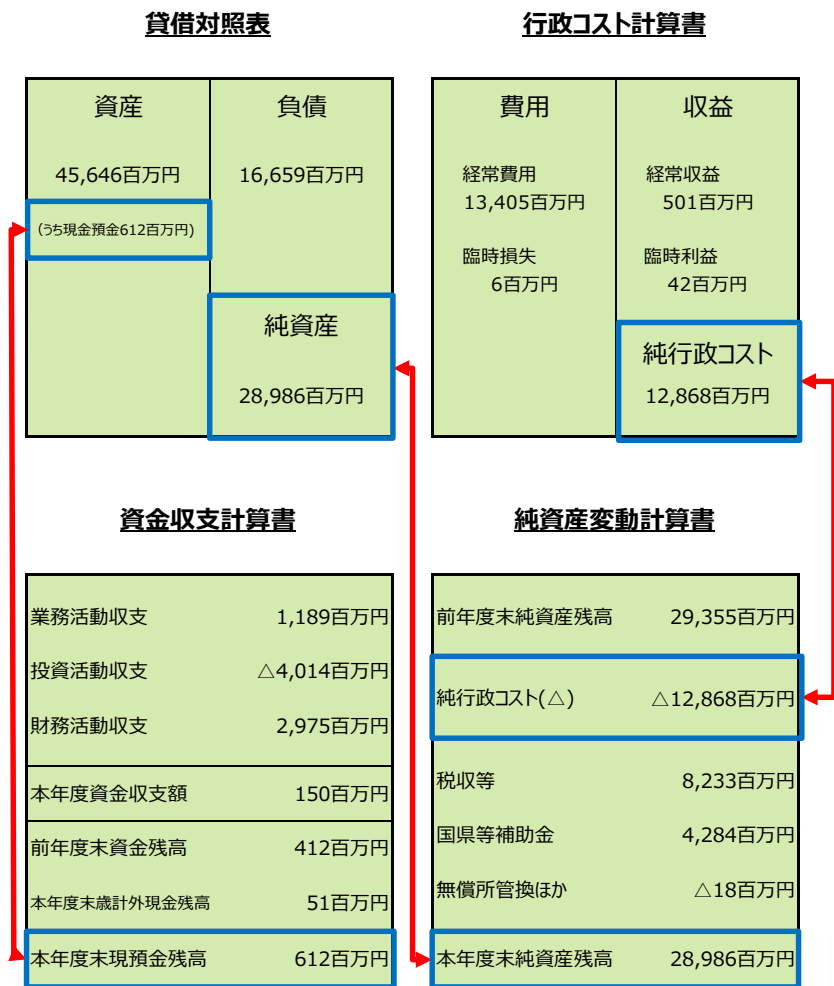 貸借対照表
資産 負債
45,646百万円 16,659百万円
(うち現金預金612百万円)
純資産
28,986百万円
行政コスト計算書
費用 収益
経常費用 経常収益
13,405百万円 501百万円
臨時損失 臨時利益
6百万円 42百万円
純行政コスト
12,868百万円
資金収支計算書
業務活動収支 1,189百万円
投資活動収支 △4,014百万円
財務活動収支 2,975百万円
本年度資金収支額 150百万円
前年度末資金残高 412百万円
本年度末歳計外現金残高 51百万円
本年度末現預金残高 612百万円
純資産変動計算書
前年度末純資産残高 29,355百万円
純行政コスト(△) △12,868百万円
税収等 8,233百万円
国県等補助金 4,284百万円
無償所管換ほか △18百万円
本年度末純資産残高 28,986百万円